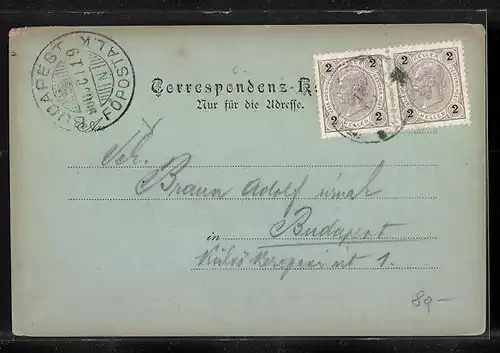 BUDAPEST FŐPOSTA I.K.
Correspondenz-K
Nur für die Adresse.
2 2 2 2
Braun Adolf úrnak
in Budapest
Külső Kerepesi út 1.
80 –